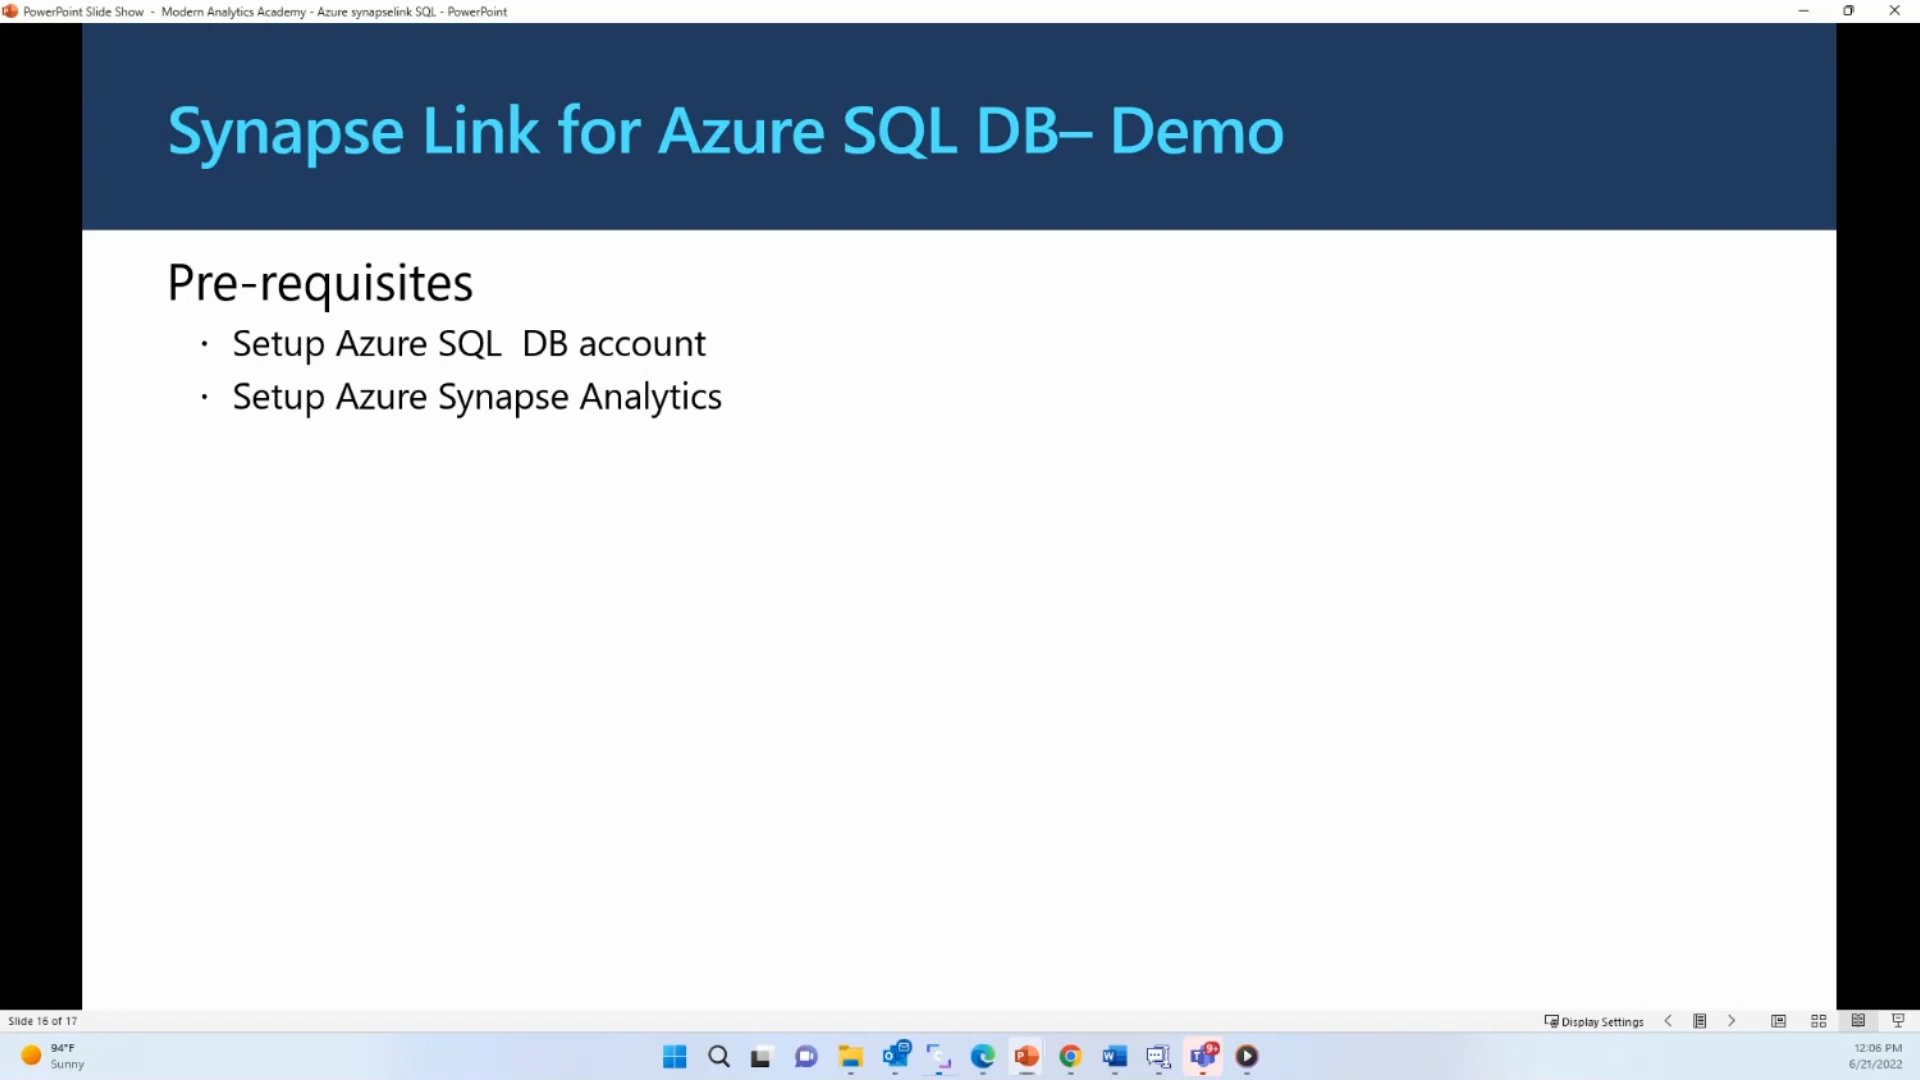 PowerPoint Slide Show - Modern Analytics Academy - Azure synapselink SQL - PowerPoint
Synapse Link for Azure SQL DB– Demo
Pre-requisites
· Setup Azure SQL DB account
· Setup Azure Synapse Analytics
Slide 16 of 17
Display Settings
94°F
Sunny
9+
12:06 PM
6/21/2022